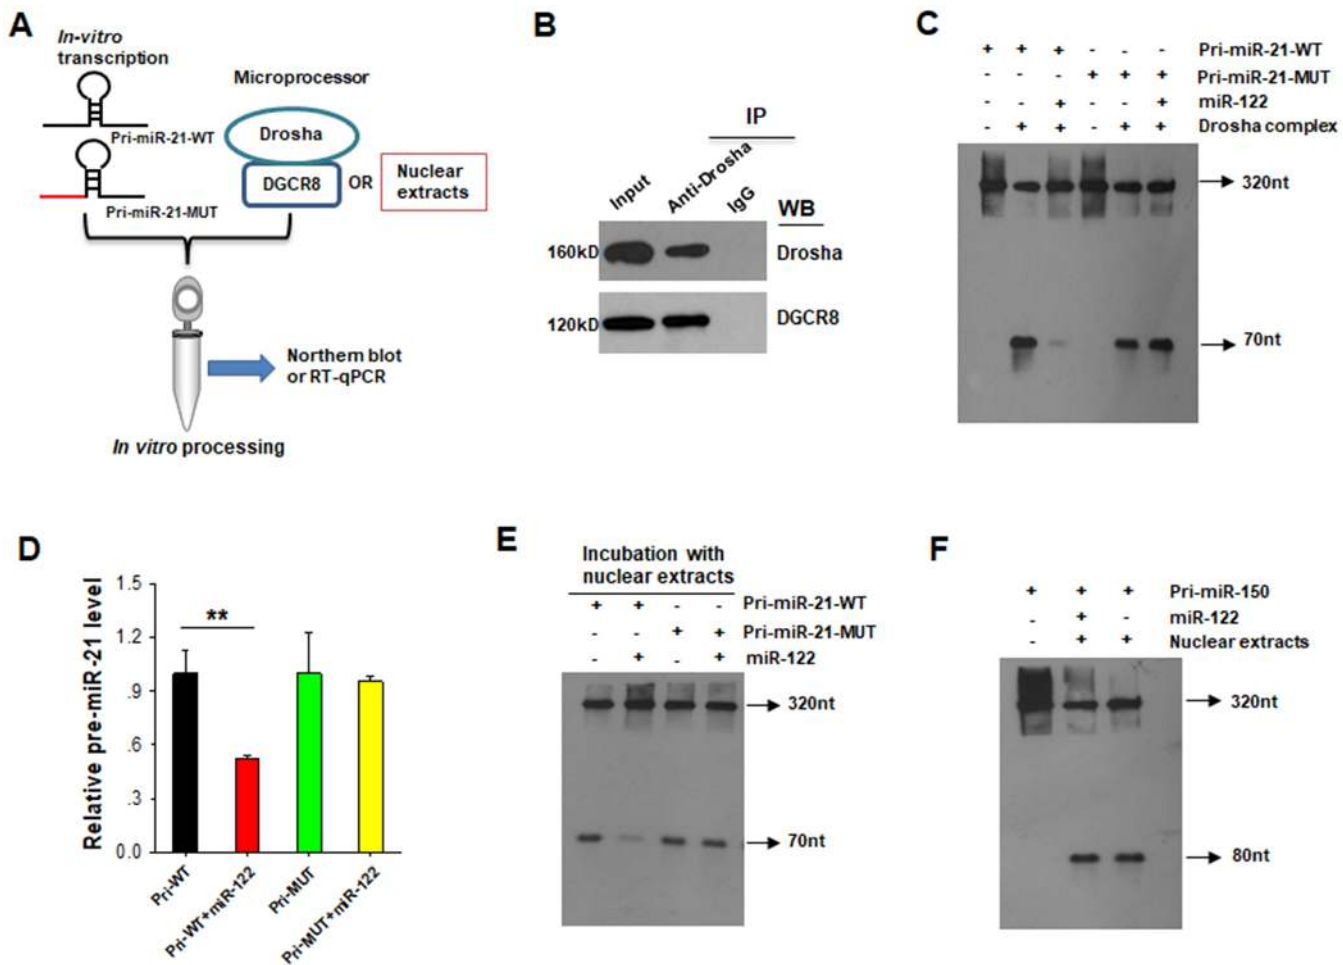 A
In-vitro
transcription
Pri-miR-21-WT
Pri-miR-21-MUT
Microprocessor
Drosha
DGCR8
OR
Nuclear
extracts
Northern blot
or RT-qPCR
In vitro processing
B
IP
Input
Anti-Drosha
IgG
WB
160kD
Drosha
120kD
DGCR8
C
+ + + - - - Pri-miR-21-WT
- - - + + + Pri-miR-21-MUT
- - + - - + miR-122
- + + - + + Drosha complex
320nt
70nt
D
Relative pre-miR-21 level
1.5
1.2
.9
.6
.3
0.0
**
Pri-WT
Pri-WT+miR-122
Pri-MUT
Pri-MUT+miR-122
E
Incubation with
nuclear extracts
+ + - - Pri-miR-21-WT
- - + + Pri-miR-21-MUT
- + - + miR-122
320nt
70nt
F
+ + + Pri-miR-150
- + - miR-122
- + + Nuclear extracts
320nt
80nt